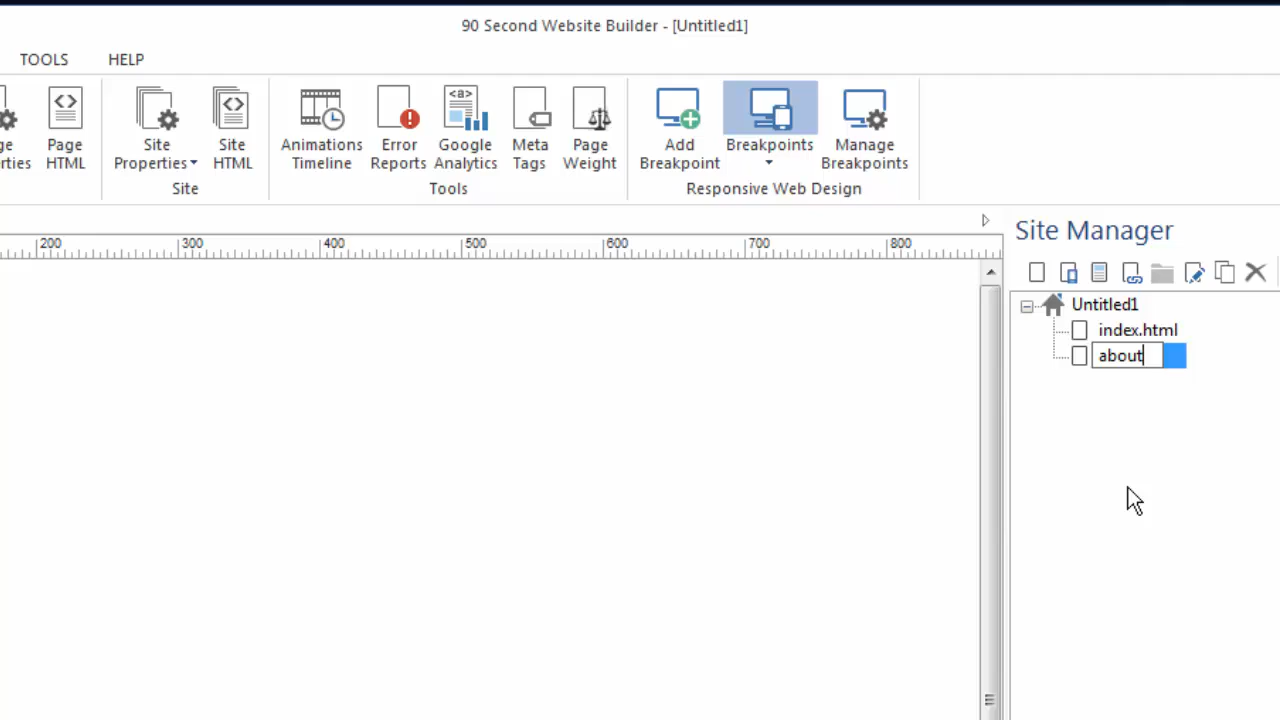 90 Second Website Builder - [Untitled1]
TOOLS HELP
Page HTML
Site Properties
Site HTML
Animations Timeline
Error Reports
Google Analytics
<a>
Meta Tags
Page Weight
Add Breakpoint
Breakpoints
Manage Breakpoints
Site Tools Responsive Web Design
200 300 400 500 600 700 800
Site Manager
Untitled1
index.html
about